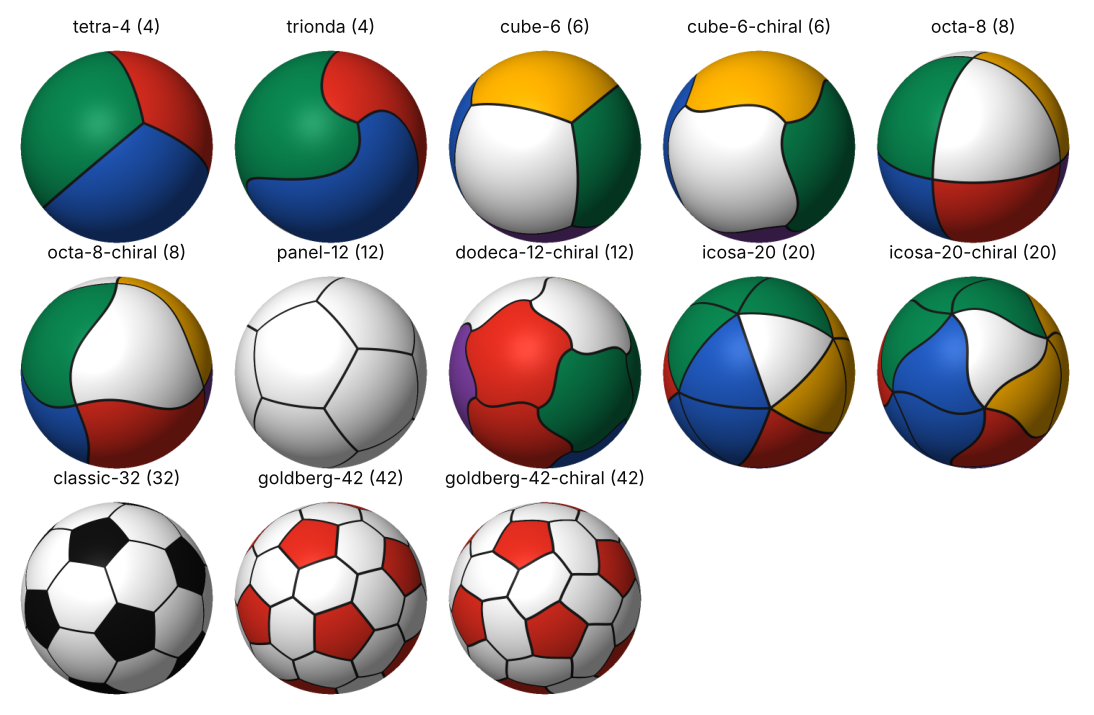 tetra-4 (4)
trionda (4)
cube-6 (6)
cube-6-chiral (6)
octa-8 (8)
octa-8-chiral (8)
panel-12 (12)
dodeca-12-chiral (12)
icosa-20 (20)
icosa-20-chiral (20)
classic-32 (32)
goldberg-42 (42)
goldberg-42-chiral (42)